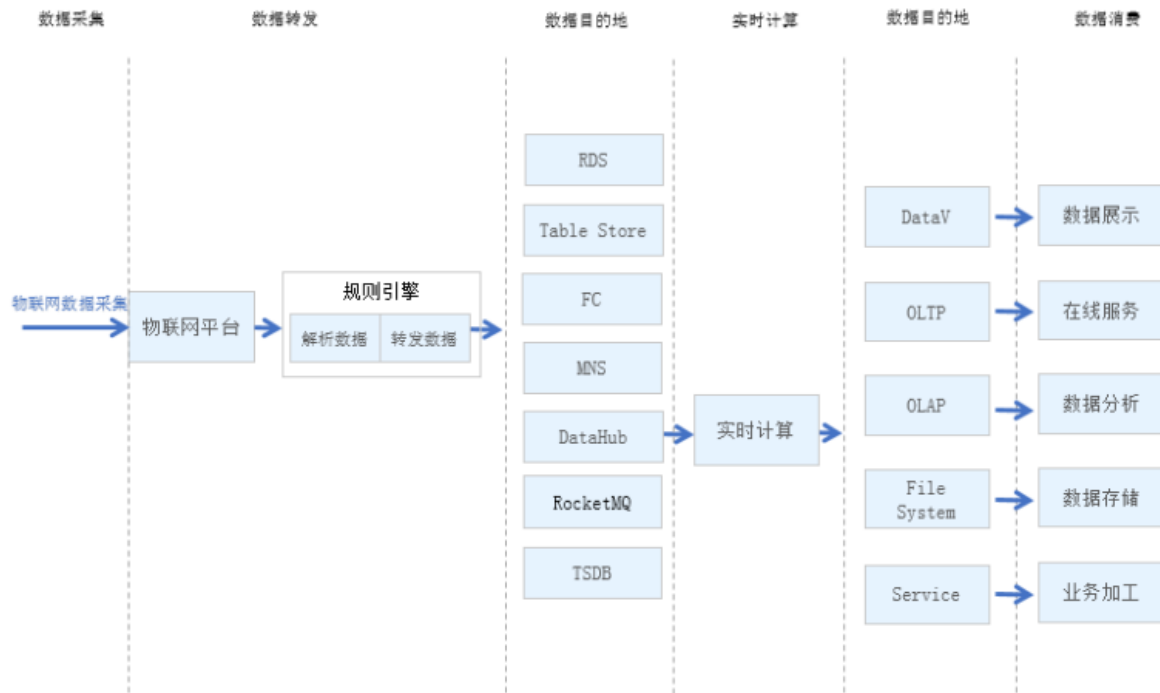 数据采集
数据转发
数据目的地
实时计算
数据目的地
数据消费
物联网数据采集
物联网平台
规则引擎
解析数据
转发数据
RDS
Table Store
FC
MNS
DataHub
RocketMQ
TSDB
实时计算
DataV
数据展示
OLTP
在线服务
OLAP
数据分析
File
System
数据存储
Service
业务加工